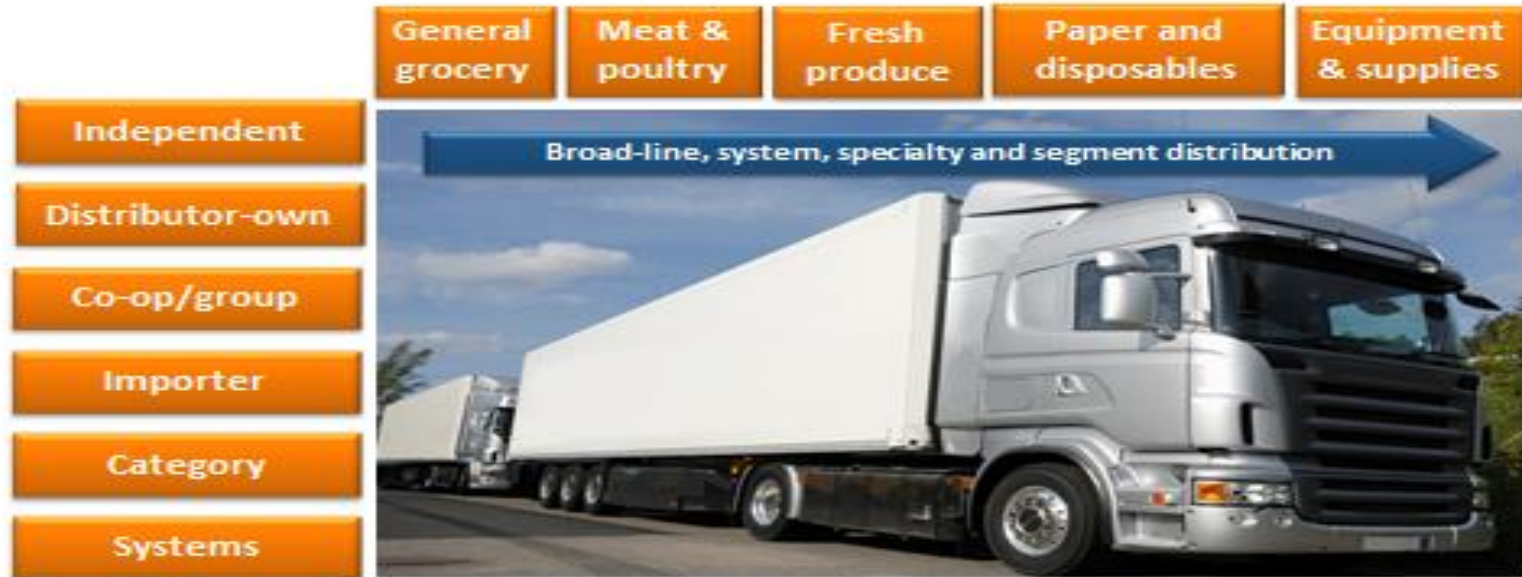 General
grocery
Meat &
poultry
Fresh
produce
Paper and
disposables
Equipment
& supplies
Independent
Broad-line, system, specialty and segment distribution
Distributor-own
Co-op/group
Importer
Category
Systems